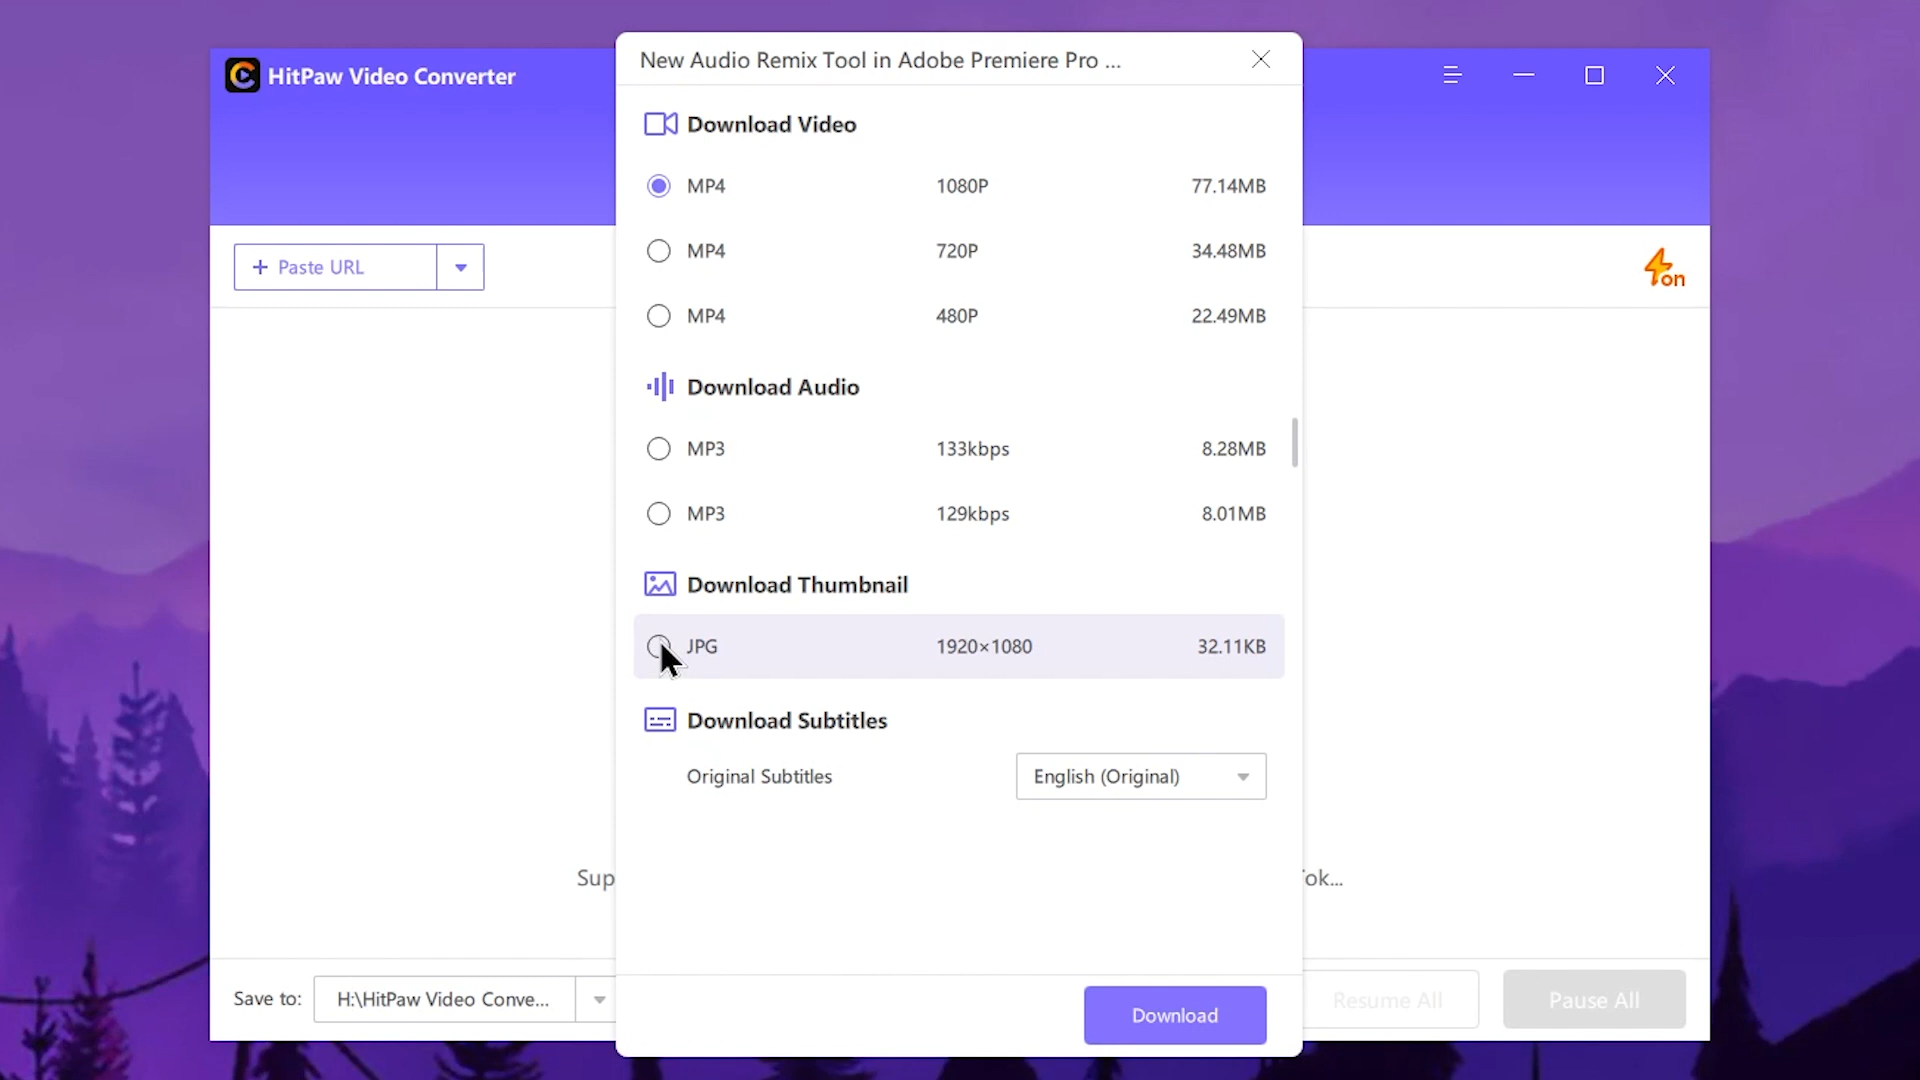 HitPaw Video Converter
New Audio Remix Tool in Adobe Premiere Pro ...
Download Video
MP4 1080P 77.14MB
+ Paste URL
MP4 720P 34.48MB
on
MP4 480P 22.49MB
Download Audio
MP3 133kbps 8.28MB
MP3 129kbps 8.01MB
Download Thumbnail
JPG 1920×1080 32.11KB
Download Subtitles
Original Subtitles English (Original)
Sup
ok...
Save to: H:\HitPaw Video Conve...
Download
Resume All
Pause All